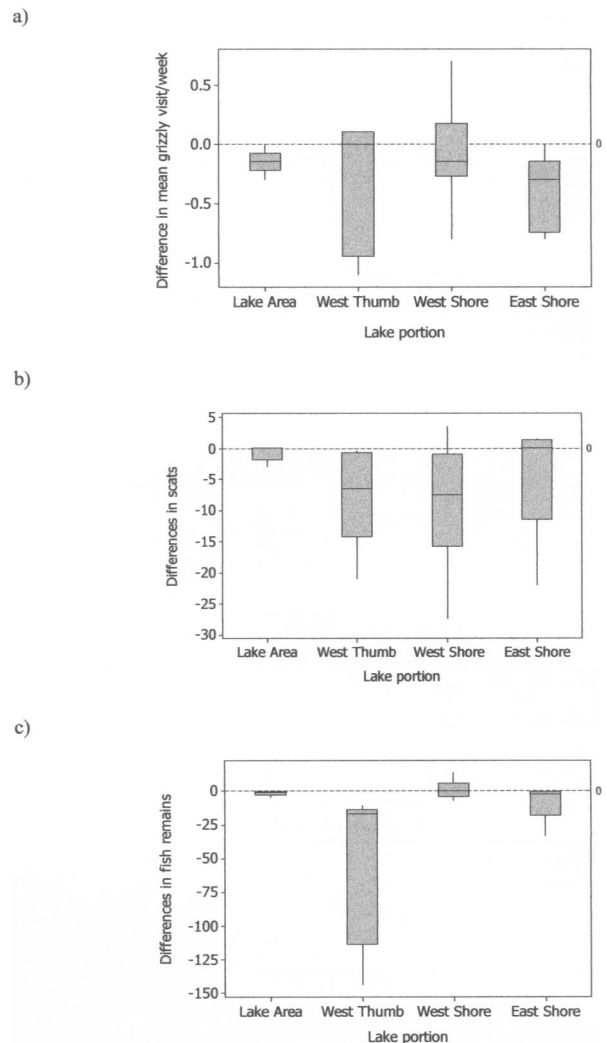 a)
Difference in mean grizzly visit/week
0.5
0.0
-0.5
-1.0
0
Lake Area West Thumb West Shore East Shore
Lake portion
b)
Differences in scats
5
0
-5
-10
-15
-20
-25
-30
0
Lake Area West Thumb West Shore East Shore
Lake portion
c)
Differences in fish remains
0
-25
-50
-75
-100
-125
-150
0
Lake Area West Thumb West Shore East Shore
Lake portion